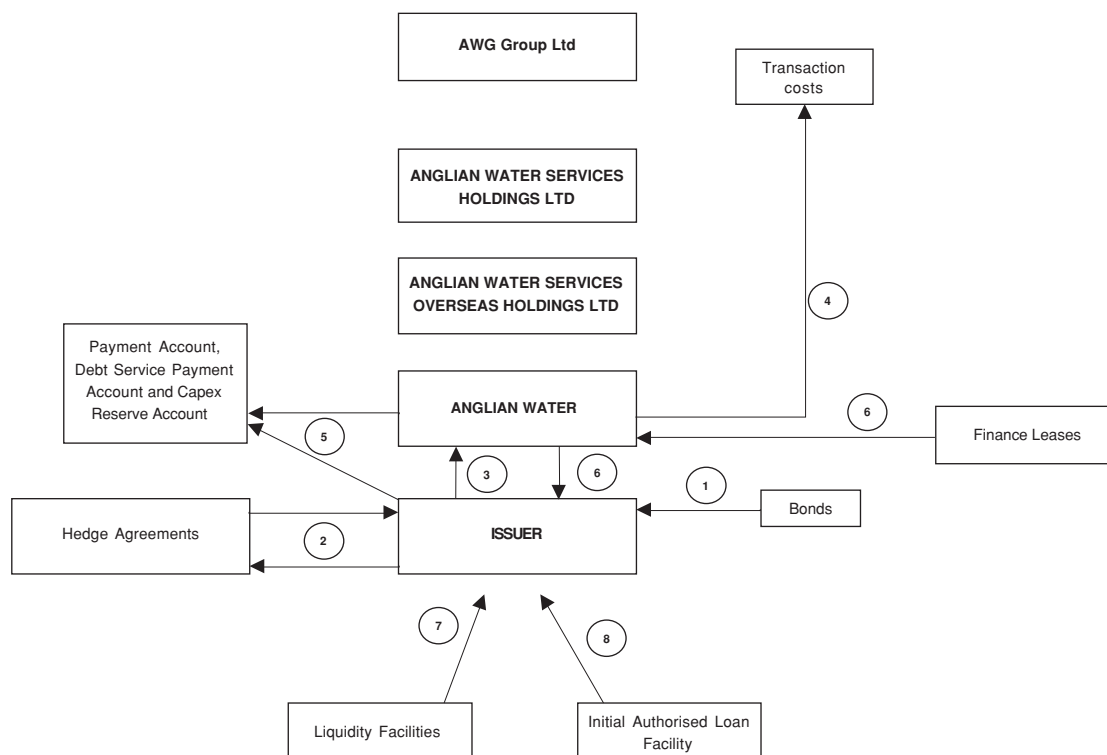 AWG Group Ltd
Transaction
costs
ANGLIAN WATER SERVICES
HOLDINGS LTD
ANGLIAN WATER SERVICES
OVERSEAS HOLDINGS LTD
4
Payment Account,
Debt Service Payment
Account and Capex
Reserve Account
ANGLIAN WATER
6
Finance Leases
5
3
6
1
Bonds
Hedge Agreements
2
ISSUER
7
8
Liquidity Facilities
Initial Authorised Loan
Facility